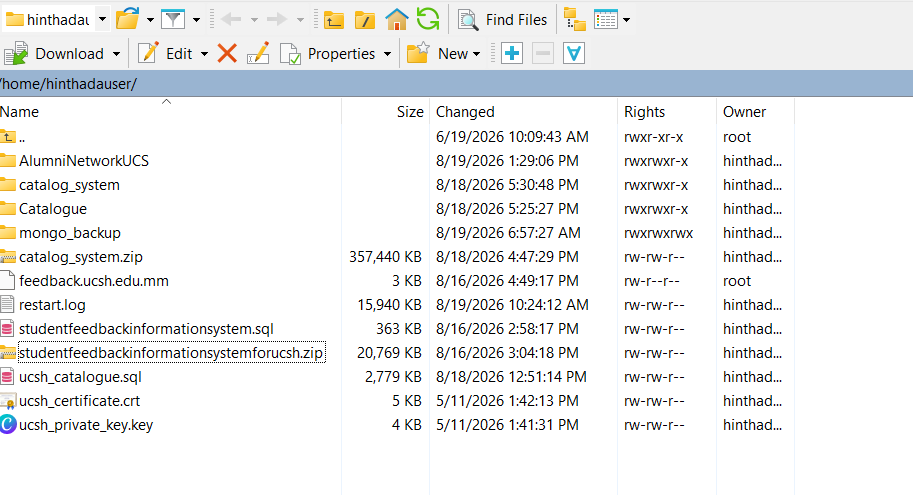 hinthadaı
Find Files
Download Edit Properties New
/home/hinthadauser/
Name Size Changed Rights Owner
.. 6/19/2026 10:09:43 AM rwxr-xr-x root
AlumniNetworkUCS 8/19/2026 1:29:06 PM rwxrwxr-x hinthad...
catalog_system 8/18/2026 5:30:48 PM rwxrwxr-x hinthad...
Catalogue 8/18/2026 5:25:27 PM rwxrwxr-x hinthad...
mongo_backup 8/19/2026 6:57:27 AM rwxrwxrwx hinthad...
catalog_system.zip 357,440 KB 8/18/2026 4:47:29 PM rw-rw-r-- hinthad...
feedback.ucsh.edu.mm 3 KB 8/16/2026 4:49:17 PM rw-r--r-- root
restart.log 15,940 KB 8/19/2026 10:24:12 AM rw-rw-r-- hinthad...
studentfeedbackinformationsystem.sql 363 KB 8/16/2026 2:58:17 PM rw-rw-r-- hinthad...
studentfeedbackinformationsystemforucsh.zip 20,769 KB 8/16/2026 3:04:18 PM rw-rw-r-- hinthad...
ucsh_catalogue.sql 2,779 KB 8/18/2026 12:51:14 PM rw-rw-r-- hinthad...
ucsh_certificate.crt 5 KB 5/11/2026 1:42:13 PM rw-rw-r-- hinthad...
ucsh_private_key.key 4 KB 5/11/2026 1:41:31 PM rw-rw-r-- hinthad...